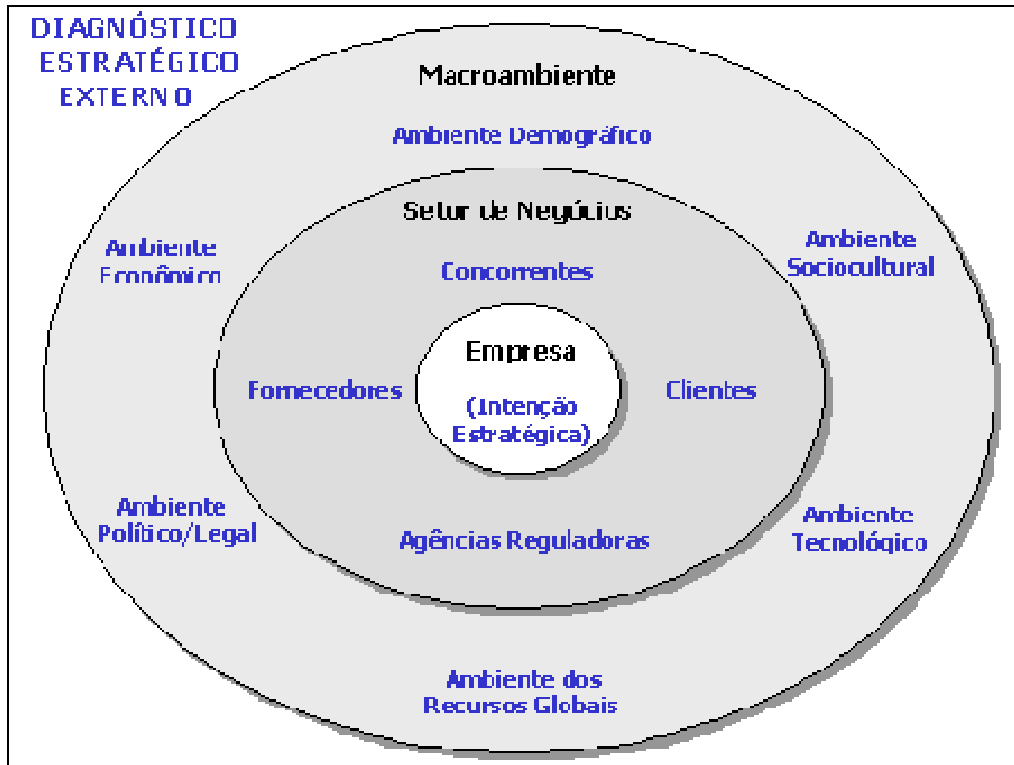 DIAGNÓSTICO
ESTRATÉGICO
EXTERNO
Macroambiente
Ambiente Demográfico
Setor de Negócios
Ambiente
Econômico
Concorrentes
Ambiente
Sociocultural
Empresa
(Intenção
Estratégica)
Fornecedores
Clientes
Ambiente
Político/Legal
Agências Reguladoras
Ambiente
Tecnológico
Ambiente dos
Recursos Globais